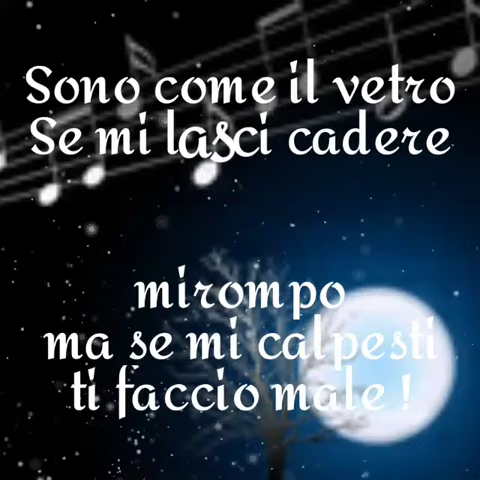 Sono come il vetro
Se mi lasci cadere
mirompo
ma se mi calpesti
ti faccio male !